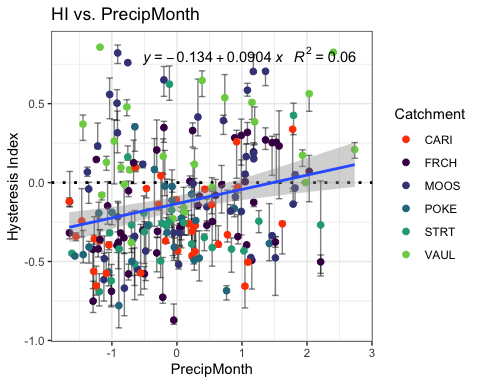 HI vs. PrecipMonth
y = −0.134 + 0.0904 x R² = 0.06
Hysteresis Index
0.5
0.0
-0.5
-1.0
-1
0
1
2
3
PrecipMonth
Catchment
CARI
FRCH
MOOS
POKE
STRT
VAUL